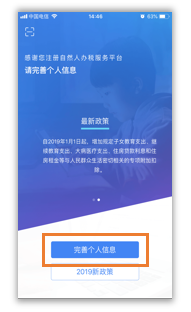 中国电信
14:46
63%
感谢您注册自然人办税服务平台
请完善个人信息
最新政策
自2019年1月1日起，增加规定子女教育支出、继
续教育支出、大病医疗支出、住房贷款利息和住
房租金等与人民群众生活密切相关的专项附加扣
除。
完善个人信息
2019新政策